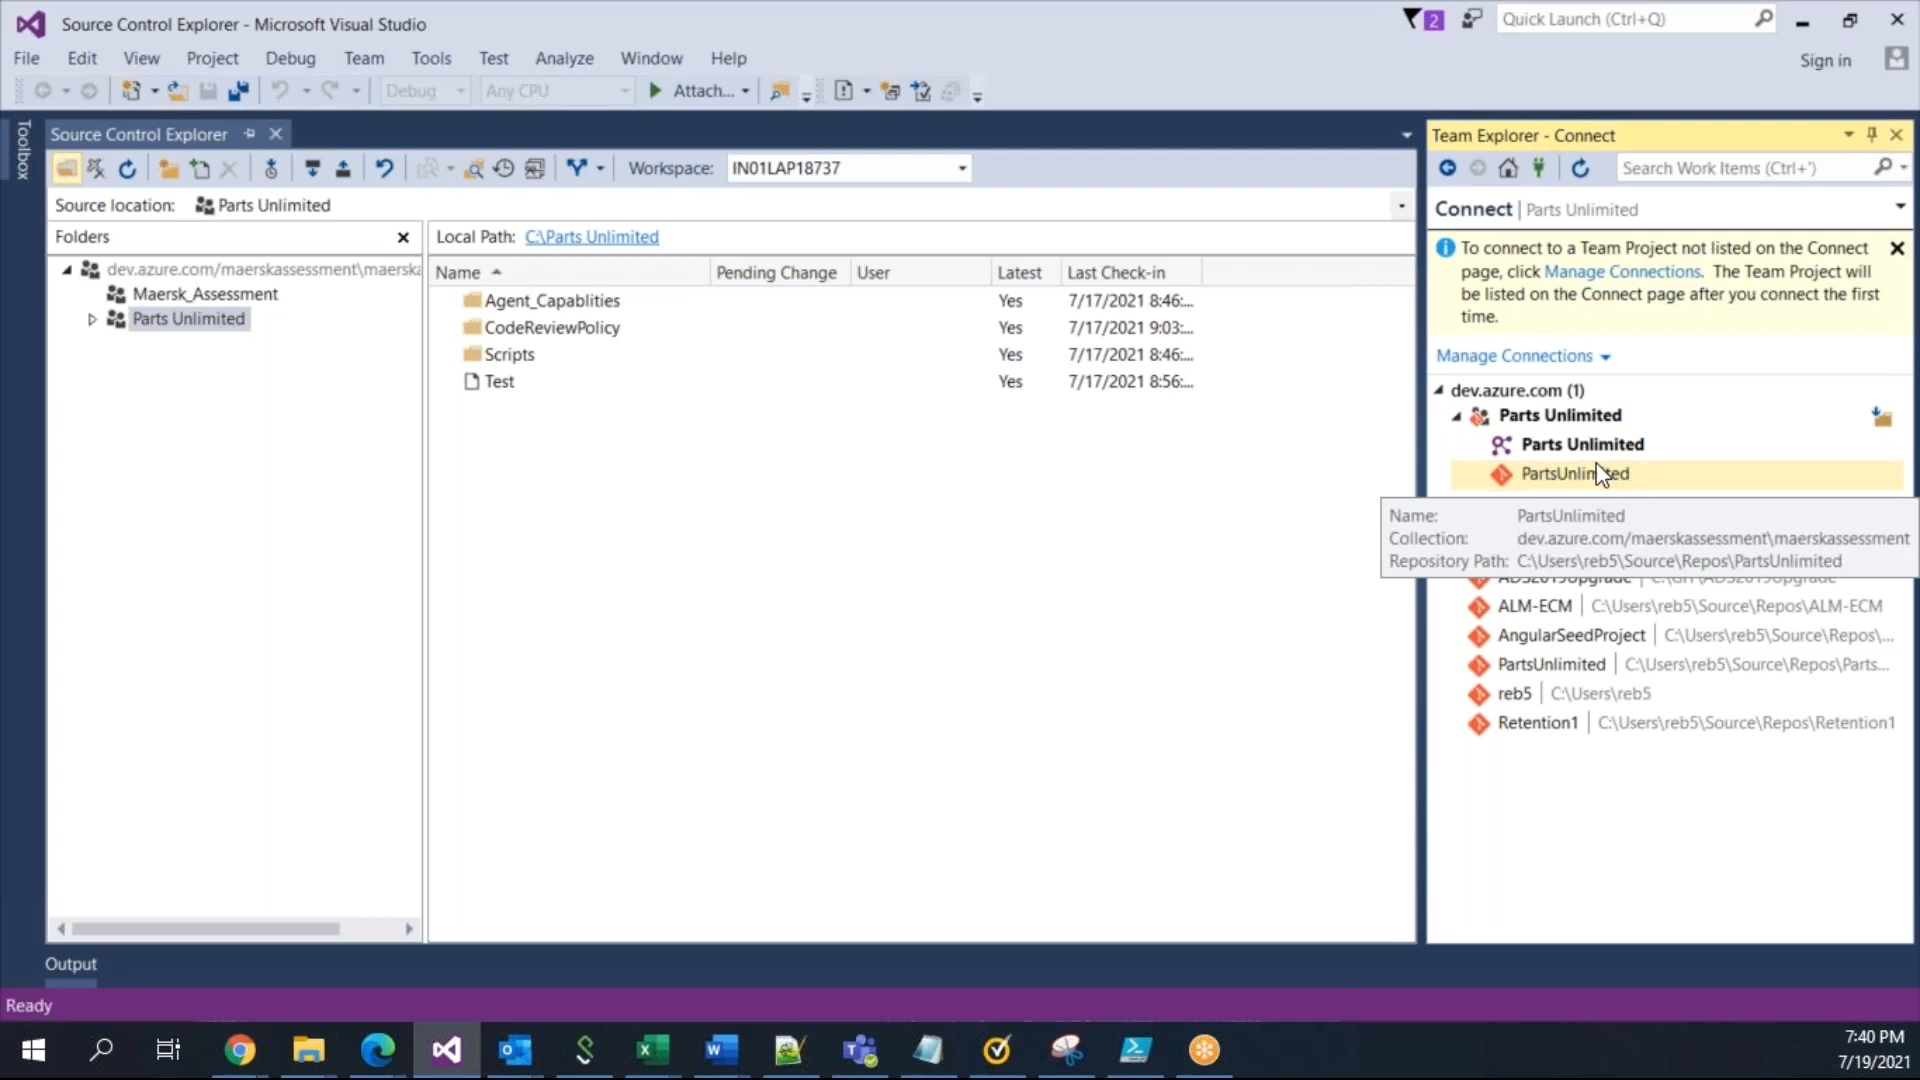 Source Control Explorer - Microsoft Visual Studio
2
Quick Launch (Ctrl+Q)
File Edit View Project Debug Team Tools Test Analyze Window Help
Sign in
Debug Any CPU Attach...
Toolbox
Source Control Explorer
Workspace: IN01LAP18737
Source location: Parts Unlimited
Folders
dev.azure.com/maerskassessment\maerska
Maersk_Assessment
Parts Unlimited
Local Path: C:\Parts Unlimited
Name Pending Change User Latest Last Check-in
Agent_Capablities Yes 7/17/2021 8:46:...
CodeReviewPolicy Yes 7/17/2021 9:03:...
Scripts Yes 7/17/2021 8:46:...
Test Yes 7/17/2021 8:56:...
Team Explorer - Connect
Search Work Items (Ctrl+')
Connect | Parts Unlimited
To connect to a Team Project not listed on the Connect
page, click Manage Connections. The Team Project will
be listed on the Connect page after you connect the first
time.
Manage Connections
dev.azure.com (1)
Parts Unlimited
Parts Unlimited
PartsUnlimited
Name: PartsUnlimited
Collection: dev.azure.com/maerskassessment\maerskassessment
Repository Path: C:\Users\reb5\Source\Repos\PartsUnlimited
ADS2019Upgrade | C:\GIT\ADS2019Upgrade
ALM-ECM | C:\Users\reb5\Source\Repos\ALM-ECM
AngularSeedProject | C:\Users\reb5\Source\Repos\...
PartsUnlimited | C:\Users\reb5\Source\Repos\Parts...
reb5 | C:\Users\reb5
Retention1 | C:\Users\reb5\Source\Repos\Retention1
Output
Ready
7:40 PM
7/19/2021